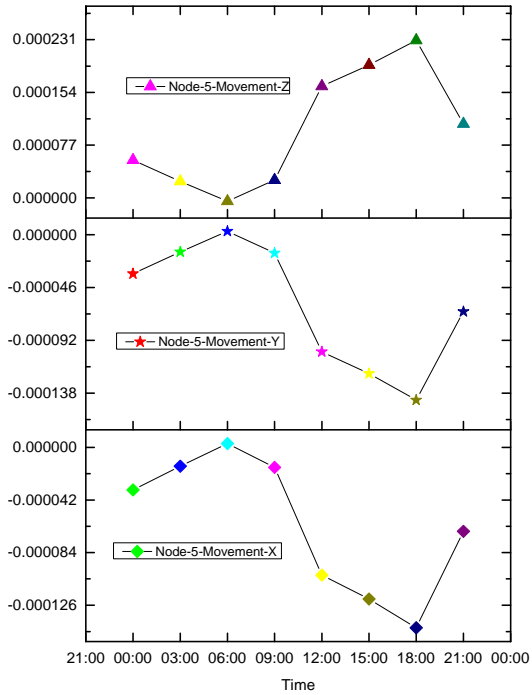 0.000231
Node-5-Movement-Z
0.000154
0.000077
0.000000
0.000000
-0.000046
-0.000092
Node-5-Movement-Y
-0.000138
0.000000
-0.000042
Node-5-Movement-X
-0.000084
-0.000126
21:00 00:00 03:00 06:00 09:00 12:00 15:00 18:00 21:00 00:00
Time